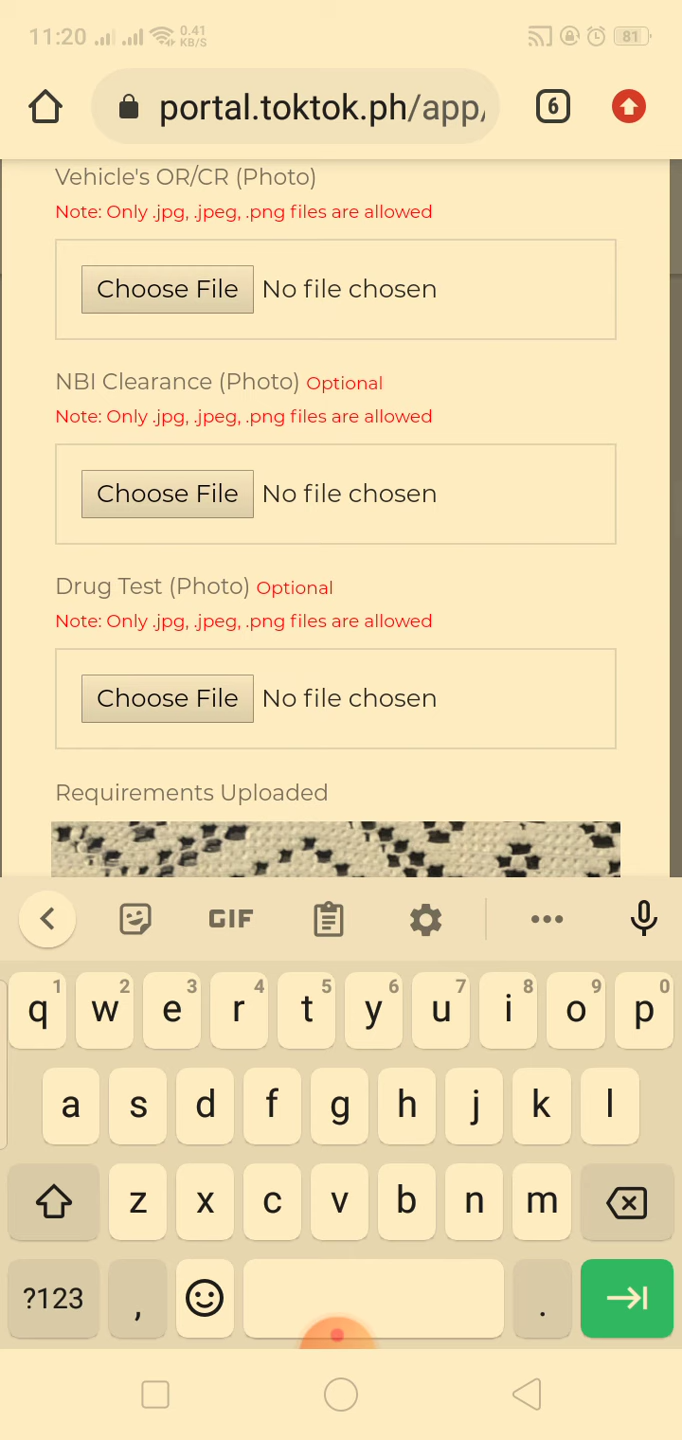 11:20 0.41 KB/S 81
portal.toktok.ph/app/ 6
Vehicle's OR/CR (Photo)
Note: Only .jpg, .jpeg, .png files are allowed
Choose File No file chosen
NBI Clearance (Photo) Optional
Note: Only .jpg, .jpeg, .png files are allowed
Choose File No file chosen
Drug Test (Photo) Optional
Note: Only .jpg, .jpeg, .png files are allowed
Choose File No file chosen
Requirements Uploaded
GIF
1 2 3 4 5 6 7 8 9 0
q w e r t y u i o p
a s d f g h j k l
z x c v b n m
?123 , .